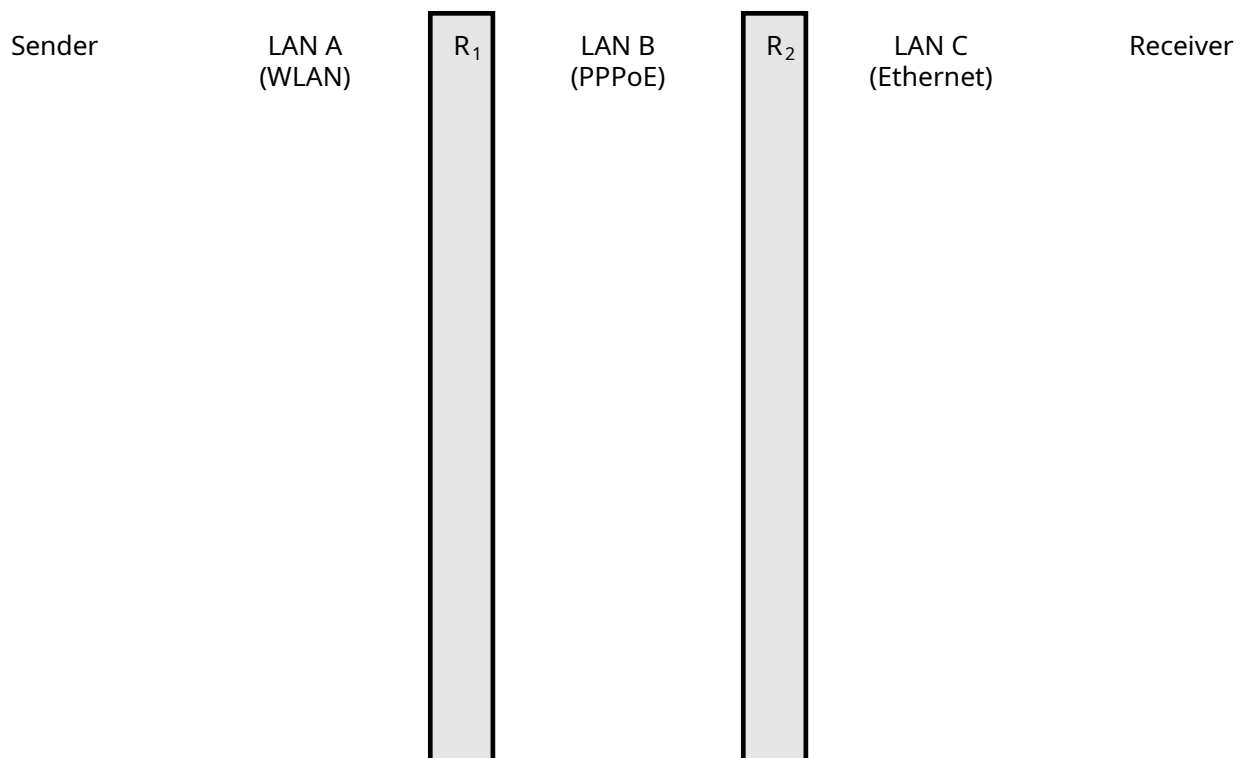 Sender
LAN A
(WLAN)
R1
LAN B
(PPPoE)
R2
LAN C
(Ethernet)
Receiver